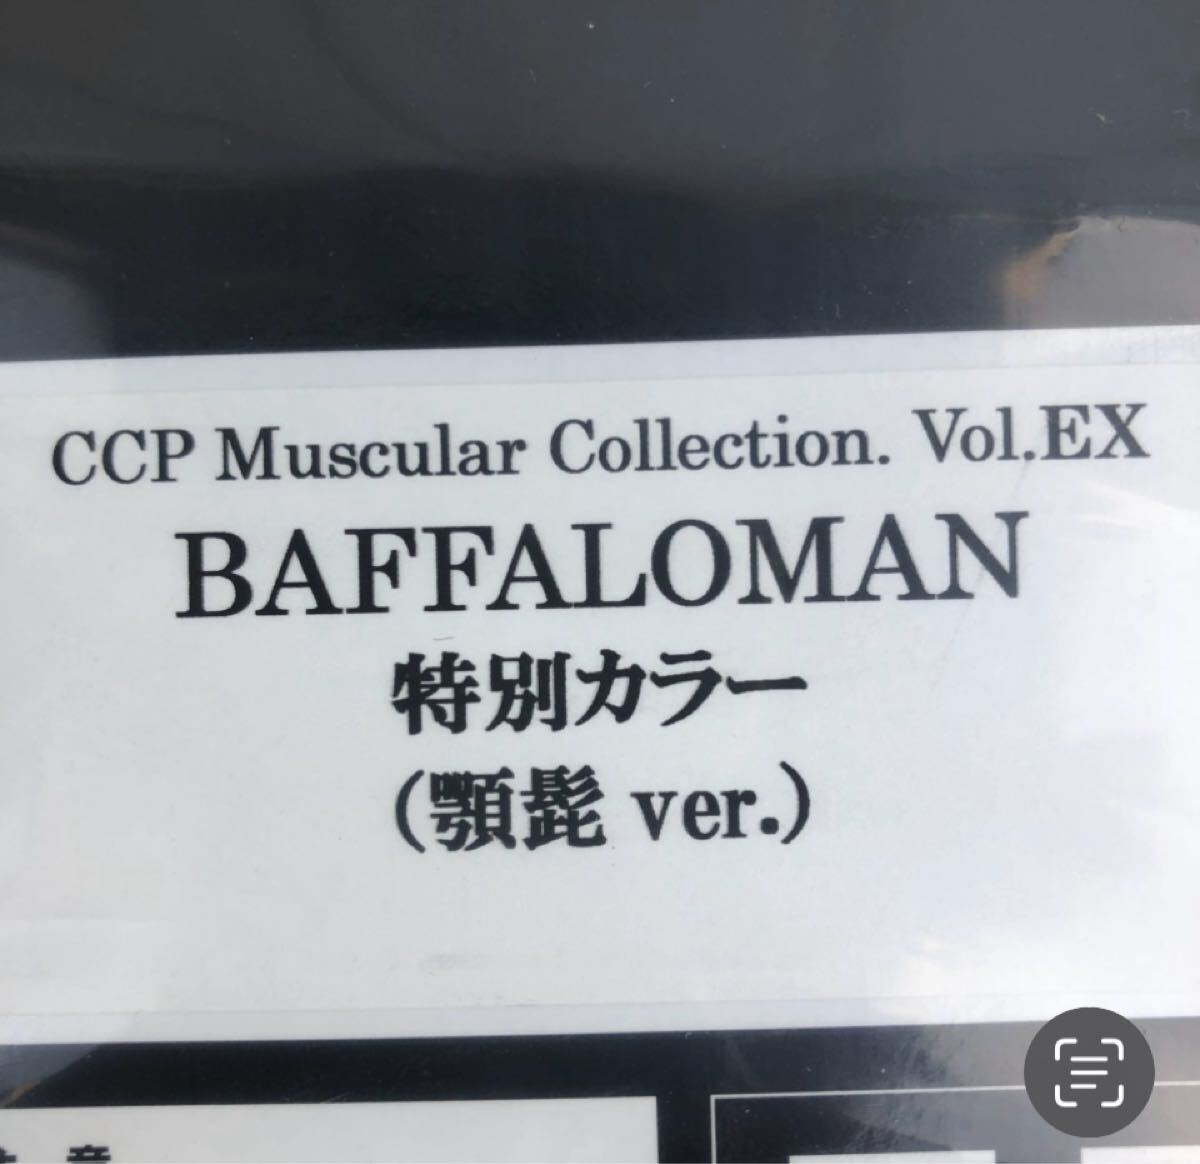 CCP Muscular Collection. Vol.EX
BAFFALOMAN
特別カラー
(顎髭 ver.)